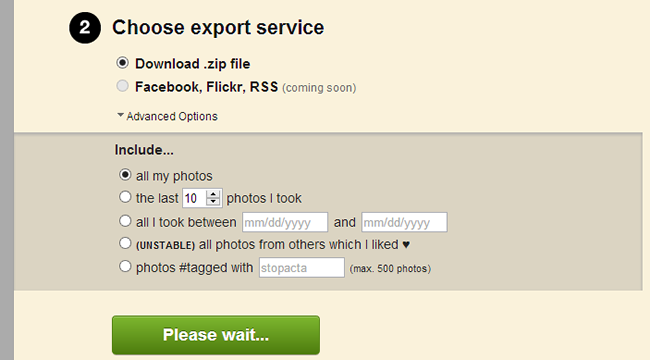 2 Choose export service
Download .zip file
Facebook, Flickr, RSS (coming soon)
Advanced Options
Include...
all my photos
the last 10 photos I took
all I took between mm/dd/yyyy and mm/dd/yyyy
(UNSTABLE) all photos from others which I liked ♥
photos #tagged with stopacta (max. 500 photos)
Please wait...